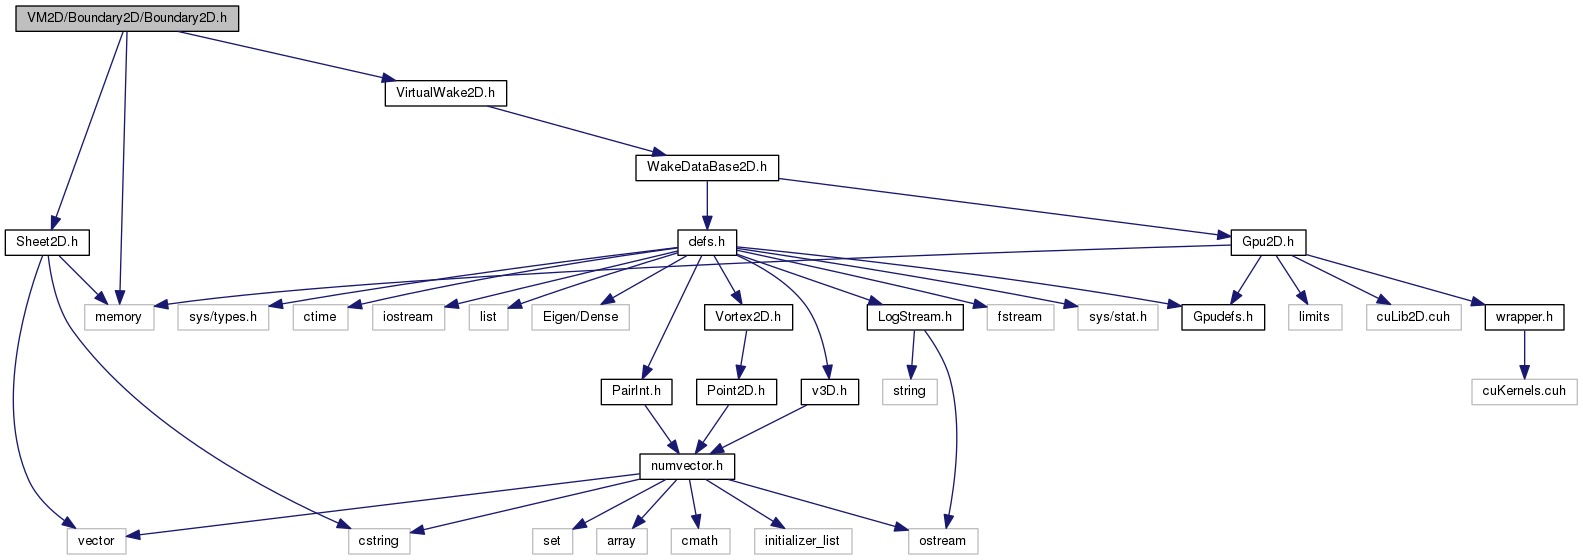 VM2D/Boundary2D/Boundary2D.h
VirtualWake2D.h
WakeDataBase2D.h
Sheet2D.h
defs.h
Gpu2D.h
memory
sys/types.h
ctime
iostream
list
Eigen/Dense
Vortex2D.h
LogStream.h
fstream
sys/stat.h
Gpudefs.h
limits
cuLib2D.cuh
wrapper.h
PairInt.h
Point2D.h
v3D.h
string
cuKernels.cuh
numvector.h
vector
cstring
set
array
cmath
initializer_list
ostream